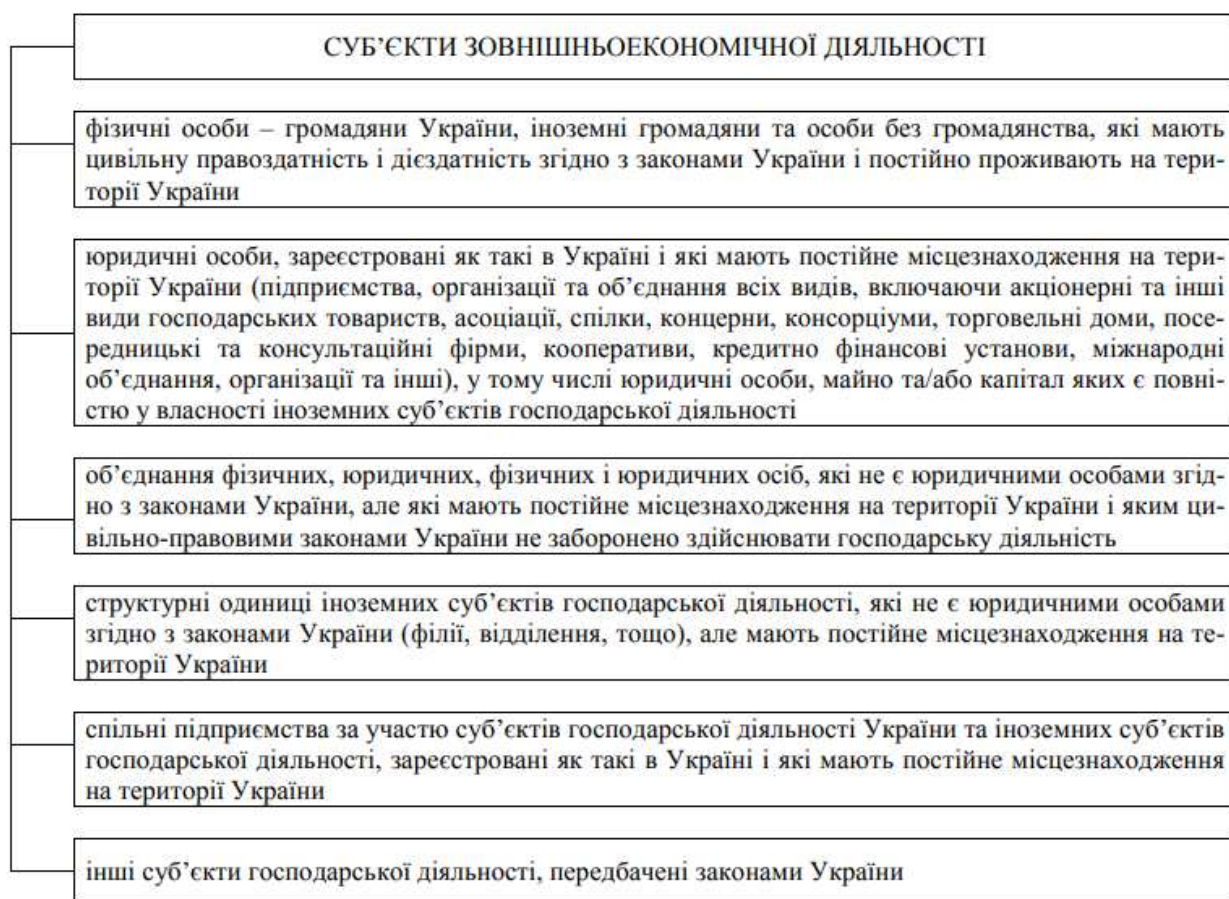 СУБ’ЄКТИ ЗОВНІШНЬОЕКОНОМІЧНОЇ ДІЯЛЬНОСТІ
фізичні особи – громадяни України, іноземні громадяни та особи без громадянства, які мають
цивільну правоздатність і дієздатність згідно з законами України і постійно проживають на тери-
торії України
юридичні особи, зареєстровані як такі в Україні і які мають постійне місцезнаходження на тери-
торії України (підприємства, організації та об’єднання всіх видів, включаючи акціонерні та інші
види господарських товариств, асоціації, спілки, концерни, консорціуми, торговельні доми, посе-
редницькі та консультаційні фірми, кооперативи, кредитно фінансові установи, міжнародні
об’єднання, організації та інші), у тому числі юридичні особи, майно та/або капітал яких є повні-
стю у власності іноземних суб’єктів господарської діяльності
об’єднання фізичних, юридичних, фізичних і юридичних осіб, які не є юридичними особами згід-
но з законами України, але які мають постійне місцезнаходження на території України і яким ци-
вільно-правовими законами України не заборонено здійснювати господарську діяльність
структурні одиниці іноземних суб’єктів господарської діяльності, які не є юридичними особами
згідно з законами України (філії, відділення, тощо), але мають постійне місцезнаходження на те-
риторії України
спільні підприємства за участю суб’єктів господарської діяльності України та іноземних суб’єктів
господарської діяльності, зареєстровані як такі в Україні і які мають постійне місцезнаходження
на території України
інші суб’єкти господарської діяльності, передбачені законами України